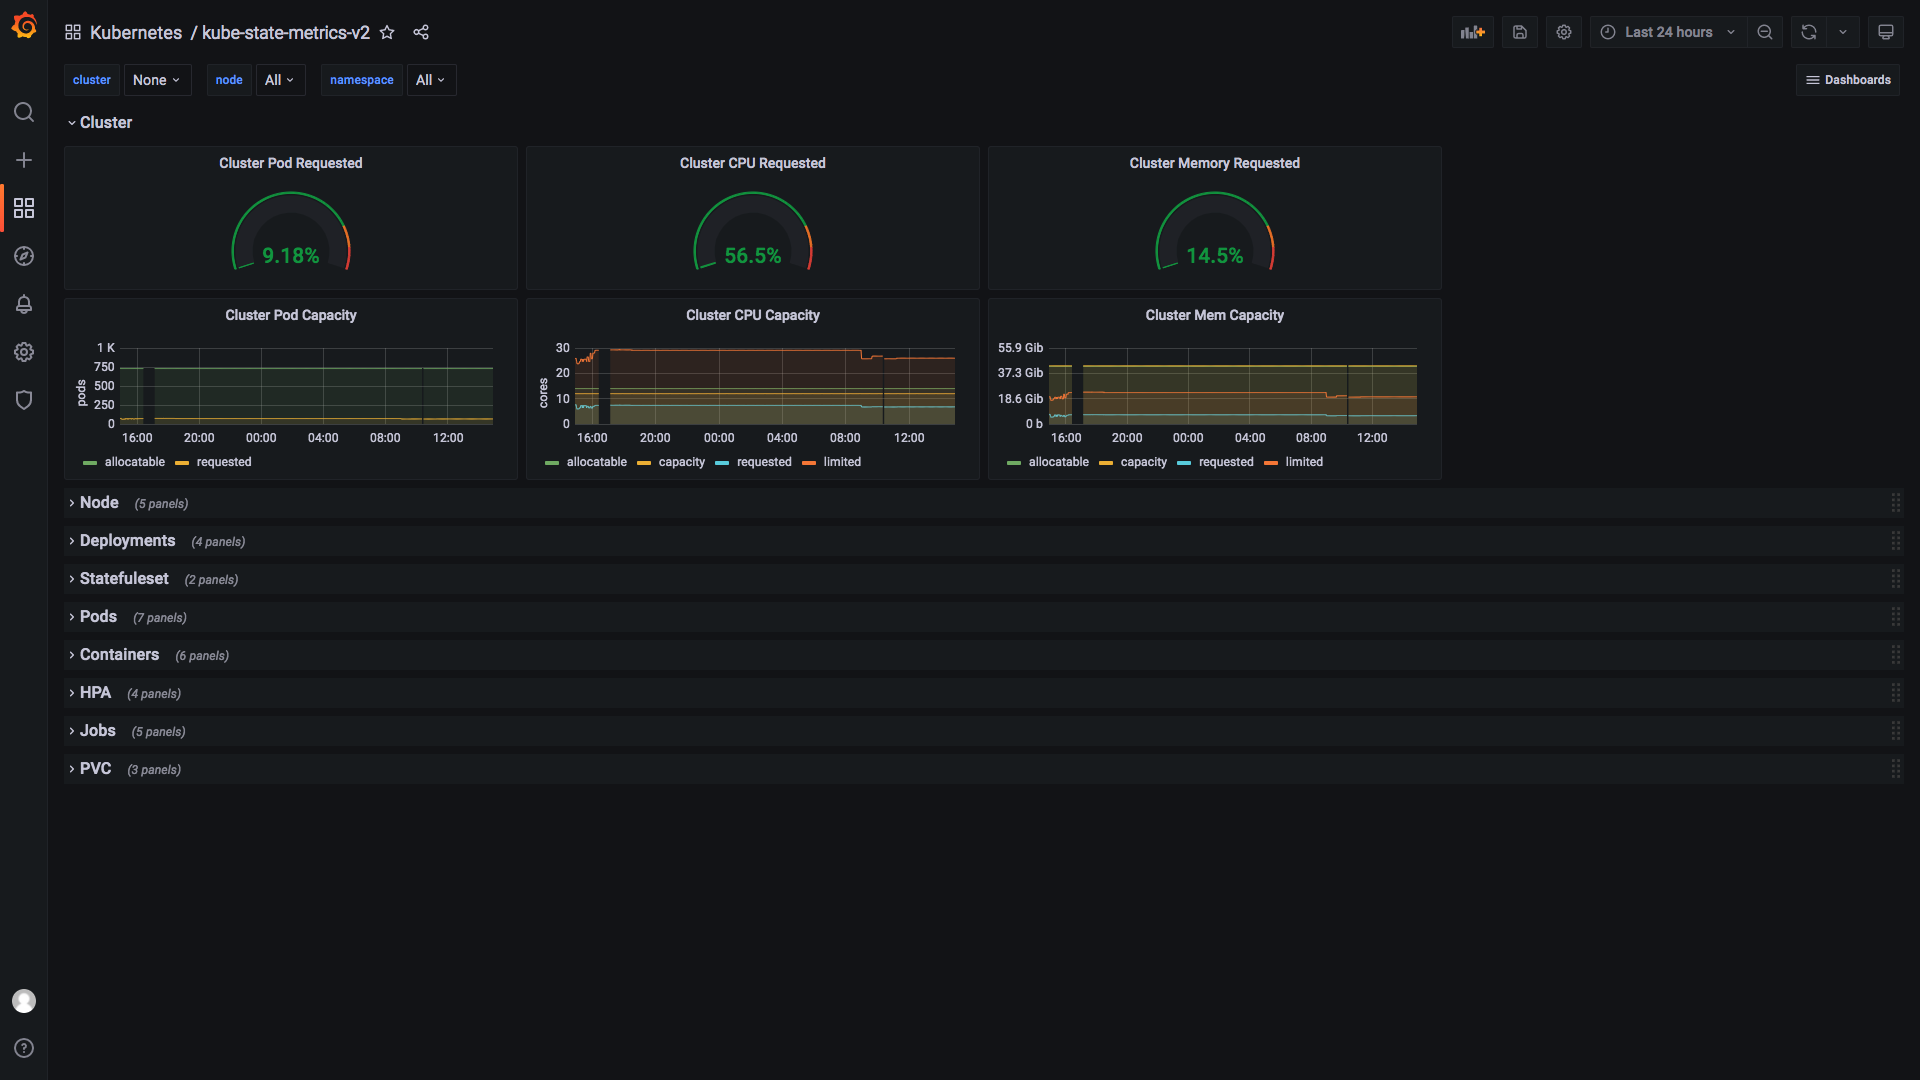 Kubernetes / kube-state-metrics-v2
Last 24 hours
cluster None node All namespace All
Dashboards
Cluster
Cluster Pod Requested
9.18%
Cluster CPU Requested
56.5%
Cluster Memory Requested
14.5%
Cluster Pod Capacity
pods
1 K
750
500
250
0
16:00 20:00 00:00 04:00 08:00 12:00
allocatable requested
Cluster CPU Capacity
cores
30
20
10
0
16:00 20:00 00:00 04:00 08:00 12:00
allocatable capacity requested limited
Cluster Mem Capacity
55.9 Gib
37.3 Gib
18.6 Gib
0 b
16:00 20:00 00:00 04:00 08:00 12:00
allocatable capacity requested limited
Node (5 panels)
Deployments (4 panels)
Statefuleset (2 panels)
Pods (7 panels)
Containers (6 panels)
HPA (4 panels)
Jobs (5 panels)
PVC (3 panels)